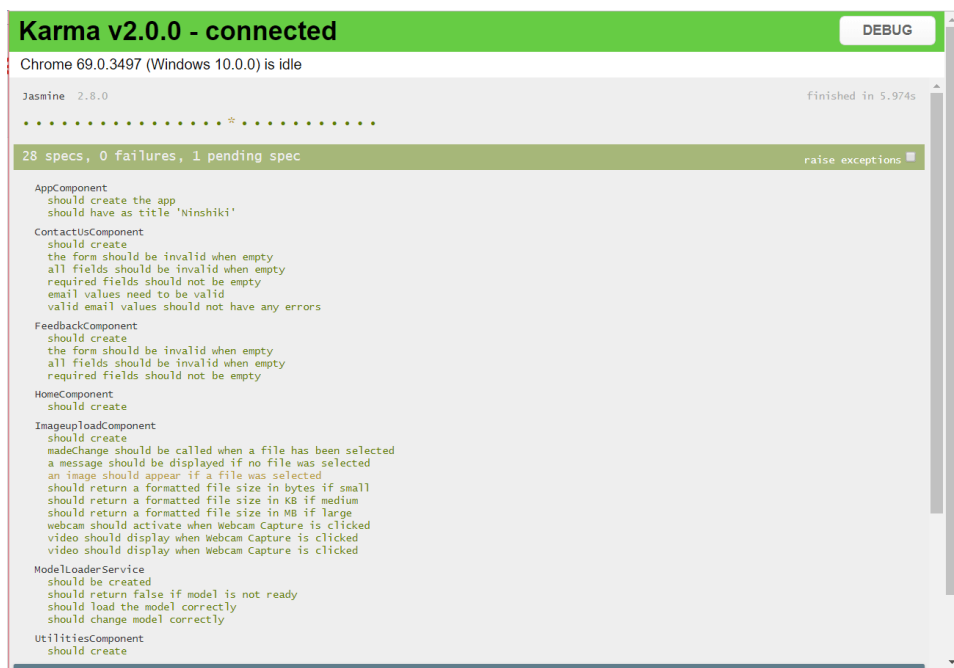 Karma v2.0.0 - connected
DEBUG
Chrome 69.0.3497 (Windows 10.0.0) is idle
Jasmine 2.8.0
finished in 5.974s
28 specs, 0 failures, 1 pending spec
raise exceptions
AppComponent
should create the app
should have as title 'Ninshiki'
ContactUsComponent
should create
the form should be invalid when empty
all fields should be invalid when empty
required fields should not be empty
email values need to be valid
valid email values should not have any errors
FeedbackComponent
should create
the form should be invalid when empty
all fields should be invalid when empty
required fields should not be empty
HomeComponent
should create
ImageuploadComponent
should create
madeChange should be called when a file has been selected
a message should be displayed if no file was selected
an image should appear if a file was selected
should return a formatted file size in bytes if small
should return a formatted file size in KB if medium
should return a formatted file size in MB if large
webcam should activate when Webcam Capture is clicked
video should display when Webcam Capture is clicked
video should display when Webcam Capture is clicked
ModelLoaderService
should be created
should return false if model is not ready
should load the model correctly
should change model correctly
UtilitiesComponent
should create